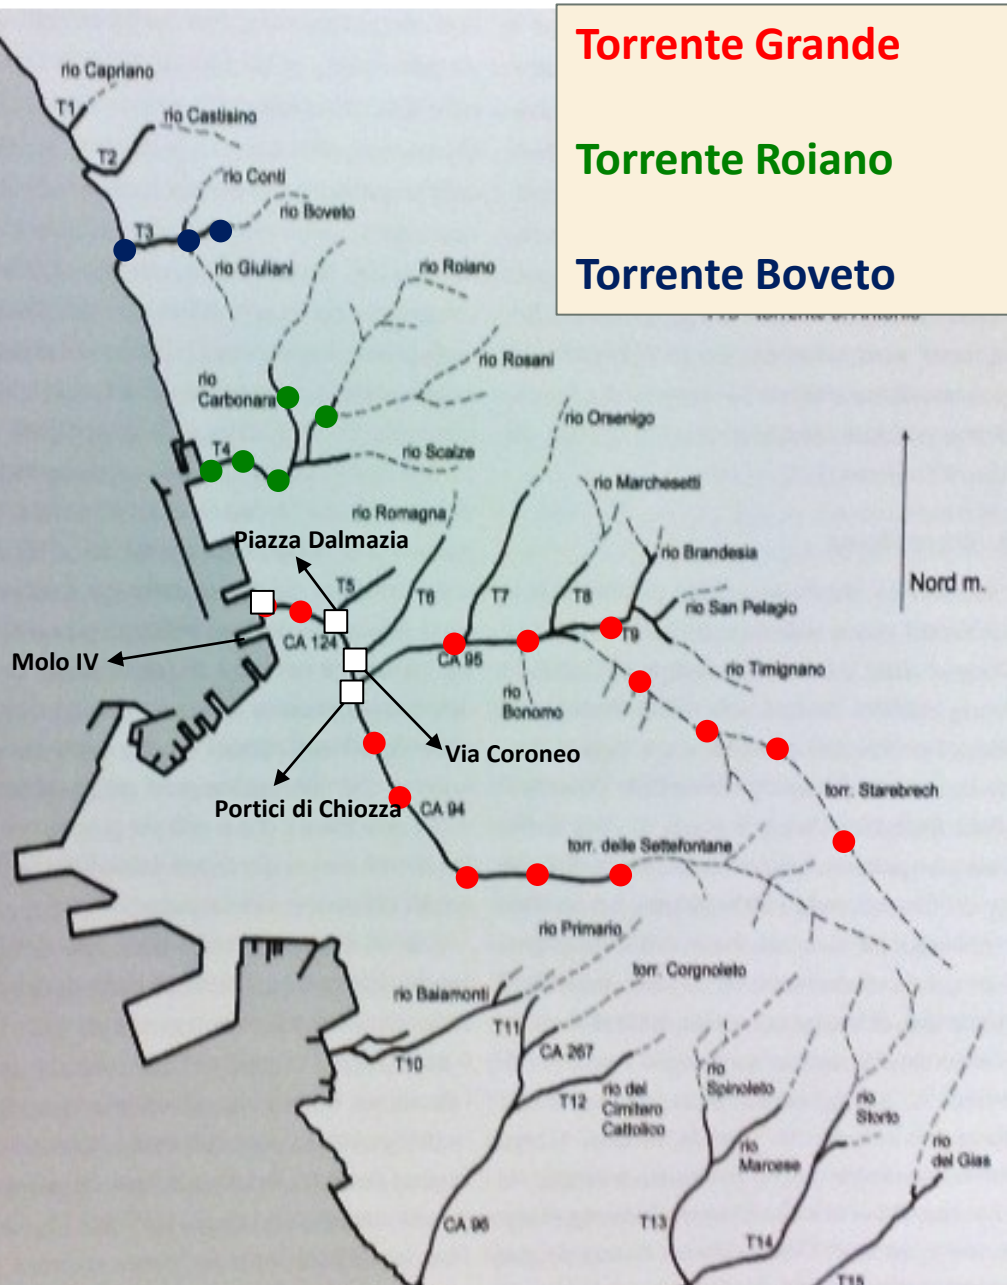 Torrente Grande
Torrente Roiano
Torrente Boveto
rio Capriano
T1
rio Castisino
T2
rio Conti
rio Boveto
T3
rio Giuliani
rio Roiano
rio Rosani
rio
Carbonara
rio Orsenigo
T4
rio Scalze
rio Marchesetti
rio Romagna
Piazza Dalmazia
rio Brandesia
Nord m.
T5
T6
T7
T8
rio San Pelagio
CA 124
T9
Molo IV
CA 95
rio Timignano
rio
Bonomo
Via Coroneo
Portici di Chiozza
CA 94
torr. Starebrech
torr. delle Settefontane
rio Primario
torr. Corgnoleto
rio Baiamonti
T11
CA 267
T10
T12
rio del
Cimitero
Cattolico
rio
Spinoleto
rio
Storto
rio
Marcese
rio
del Gias
CA 96
T13
T14
T15